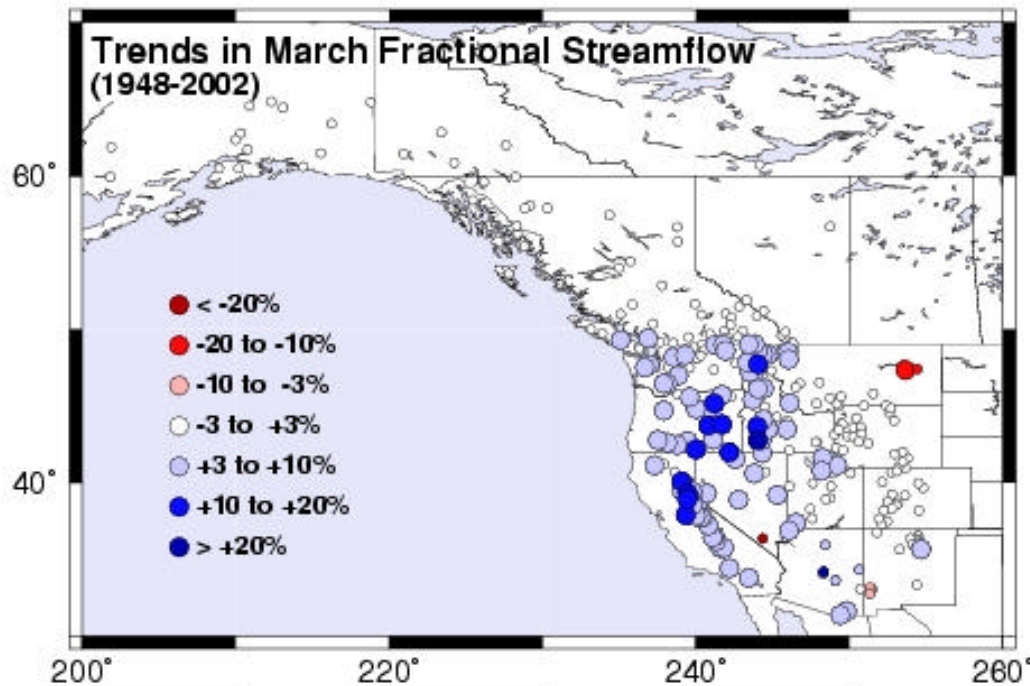 Trends in March Fractional Streamflow
(1948-2002)
60°
< -20%
-20 to -10%
-10 to -3%
-3 to +3%
+3 to +10%
40°
+10 to +20%
> +20%
200° 220° 240° 260°